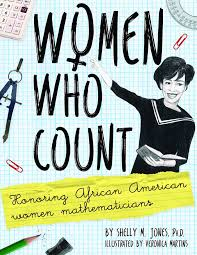 WOMEN
WHO
COUNT
Honoring African American
women mathematicians
BY SHELLY M. JONES, Ph.D.
ILLUSTRATED BY VERONICA MARTINS